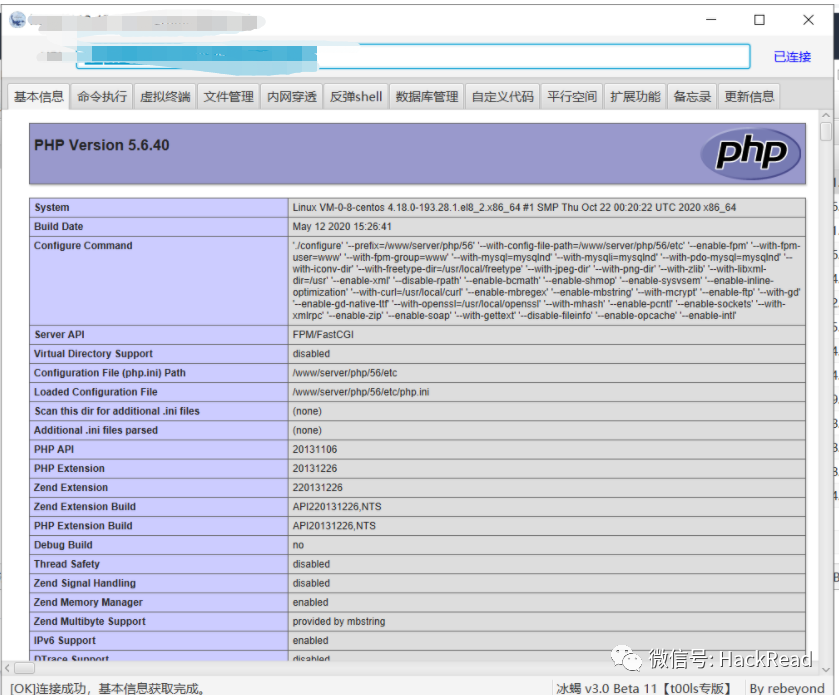 已连接
基本信息 命令执行 虚拟终端 文件管理 内网穿透 反弹shell 数据库管理 自定义代码 平行空间 扩展功能 备忘录 更新信息
PHP Version 5.6.40
php
System Linux VM-0-8-centos 4.18.0-193.28.1.el8_2.x86_64 #1 SMP Thu Oct 22 00:20:22 UTC 2020 x86_64
Build Date May 12 2020 15:26:41
Configure Command './configure' '--prefix=/www/server/php/56' '--with-config-file-path=/www/server/php/56/etc' '--enable-fpm' '--with-fpm-
user=www' '--with-fpm-group=www' '--with-mysql=mysqlnd' '--with-mysqli=mysqlnd' '--with-pdo-mysql=mysqlnd' '--
with-iconv-dir' '--with-freetype-dir=/usr/local/freetype' '--with-jpeg-dir' '--with-png-dir' '--with-zlib' '--with-libxml-
dir=/usr' '--enable-xml' '--disable-rpath' '--enable-bcmath' '--enable-shmop' '--enable-sysvsem' '--enable-inline-
optimization' '--with-curl=/usr/local/curl' '--enable-mbregex' '--enable-mbstring' '--with-mcrypt' '--enable-ftp' '--with-gd'
'--enable-gd-native-ttf' '--with-openssl=/usr/local/openssl' '--with-mhash' '--enable-pcntl' '--enable-sockets' '--with-
xmlrpc' '--enable-zip' '--enable-soap' '--with-gettext' '--disable-fileinfo' '--enable-opcache' '--enable-intl'
Server API FPM/FastCGI
Virtual Directory Support disabled
Configuration File (php.ini) Path /www/server/php/56/etc
Loaded Configuration File /www/server/php/56/etc/php.ini
Scan this dir for additional .ini files (none)
Additional .ini files parsed (none)
PHP API 20131106
PHP Extension 20131226
Zend Extension 220131226
Zend Extension Build API220131226,NTS
PHP Extension Build API20131226,NTS
Debug Build no
Thread Safety disabled
Zend Signal Handling disabled
Zend Memory Manager enabled
Zend Multibyte Support provided by mbstring
IPv6 Support enabled
DTrace Support disabled
微信号: HackRead
[OK]连接成功，基本信息获取完成。 冰蝎 v3.0 Beta 11【t00ls专版】 By rebeyond